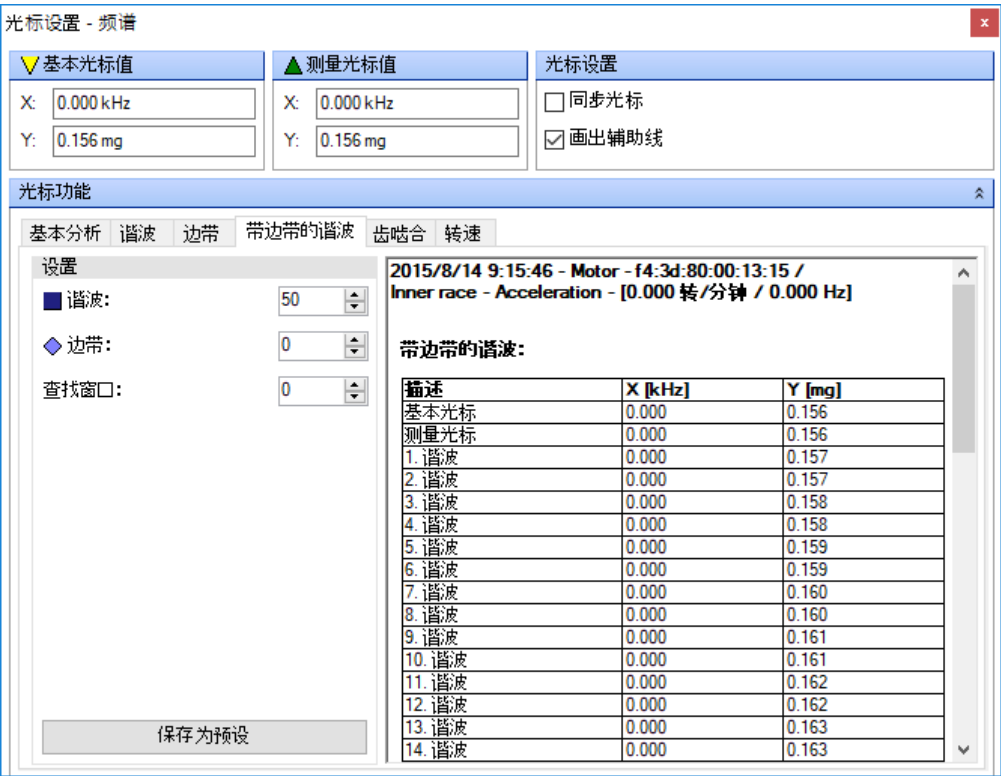 光标设置 - 频谱
x
基本光标值
测量光标值
光标设置
X: 0.000 kHz
X: 0.000 kHz
同步光标
Y: 0.156 mg
Y: 0.156 mg
画出辅助线
光标功能
基本分析 谐波 边带 带边带的谐波 齿啮合 转速
设置
谐波: 50
边带: 0
查找窗口: 0
保存为预设
2015/8/14 9:15:46 - Motor - f4:3d:80:00:13:15 /
Inner race - Acceleration - [0.000 转/分钟 / 0.000 Hz]
带边带的谐波:
描述 X [kHz] Y [mg]
基本光标 0.000 0.156
测量光标 0.000 0.156
1. 谐波 0.000 0.157
2. 谐波 0.000 0.157
3. 谐波 0.000 0.158
4. 谐波 0.000 0.158
5. 谐波 0.000 0.159
6. 谐波 0.000 0.159
7. 谐波 0.000 0.160
8. 谐波 0.000 0.160
9. 谐波 0.000 0.161
10. 谐波 0.000 0.161
11. 谐波 0.000 0.162
12. 谐波 0.000 0.162
13. 谐波 0.000 0.163
14. 谐波 0.000 0.163